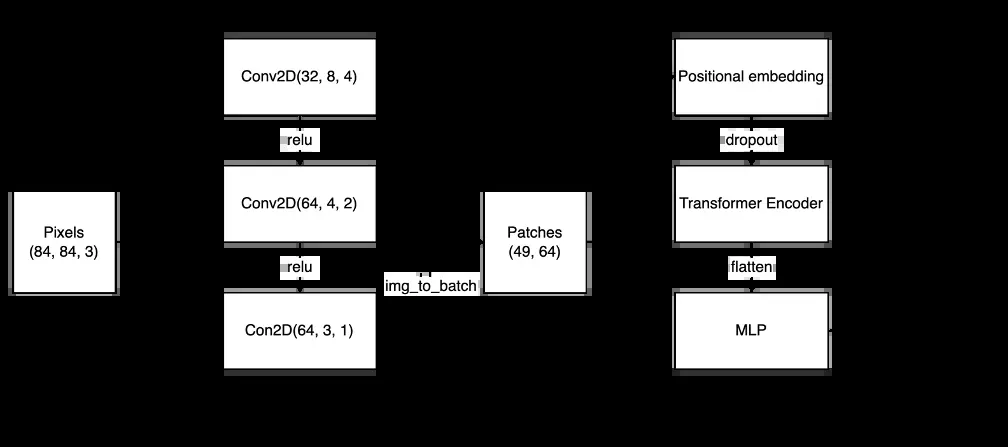 Pixels
(84, 84, 3)
Conv2D(32, 8, 4)
relu
Conv2D(64, 4, 2)
relu
Con2D(64, 3, 1)
img_to_batch
Patches
(49, 64)
Positional embedding
dropout
Transformer Encoder
flatten
MLP